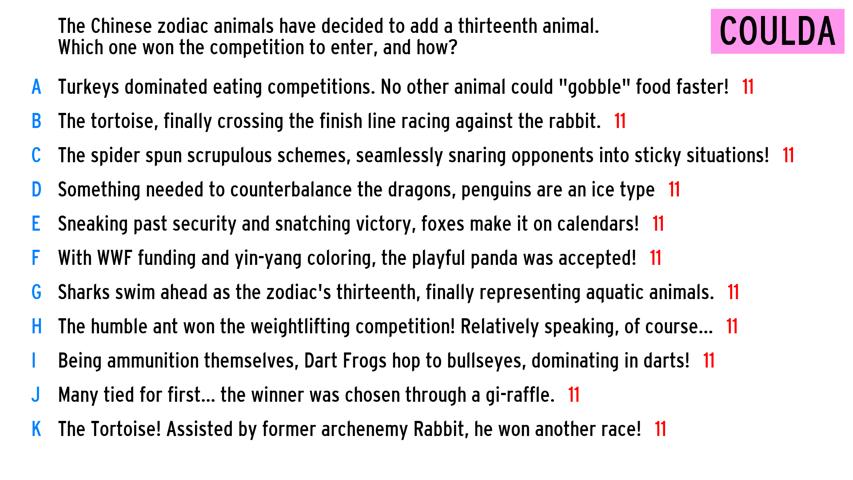 The Chinese zodiac animals have decided to add a thirteenth animal.
Which one won the competition to enter, and how?
COULDA
A Turkeys dominated eating competitions. No other animal could "gobble" food faster! 11
B The tortoise, finally crossing the finish line racing against the rabbit. 11
C The spider spun scrupulous schemes, seamlessly snaring opponents into sticky situations! 11
D Something needed to counterbalance the dragons, penguins are an ice type 11
E Sneaking past security and snatching victory, foxes make it on calendars! 11
F With WWF funding and yin-yang coloring, the playful panda was accepted! 11
G Sharks swim ahead as the zodiac's thirteenth, finally representing aquatic animals. 11
H The humble ant won the weightlifting competition! Relatively speaking, of course... 11
I Being ammunition themselves, Dart Frogs hop to bullseyes, dominating in darts! 11
J Many tied for first... the winner was chosen through a gi-raffle. 11
K The Tortoise! Assisted by former archenemy Rabbit, he won another race! 11